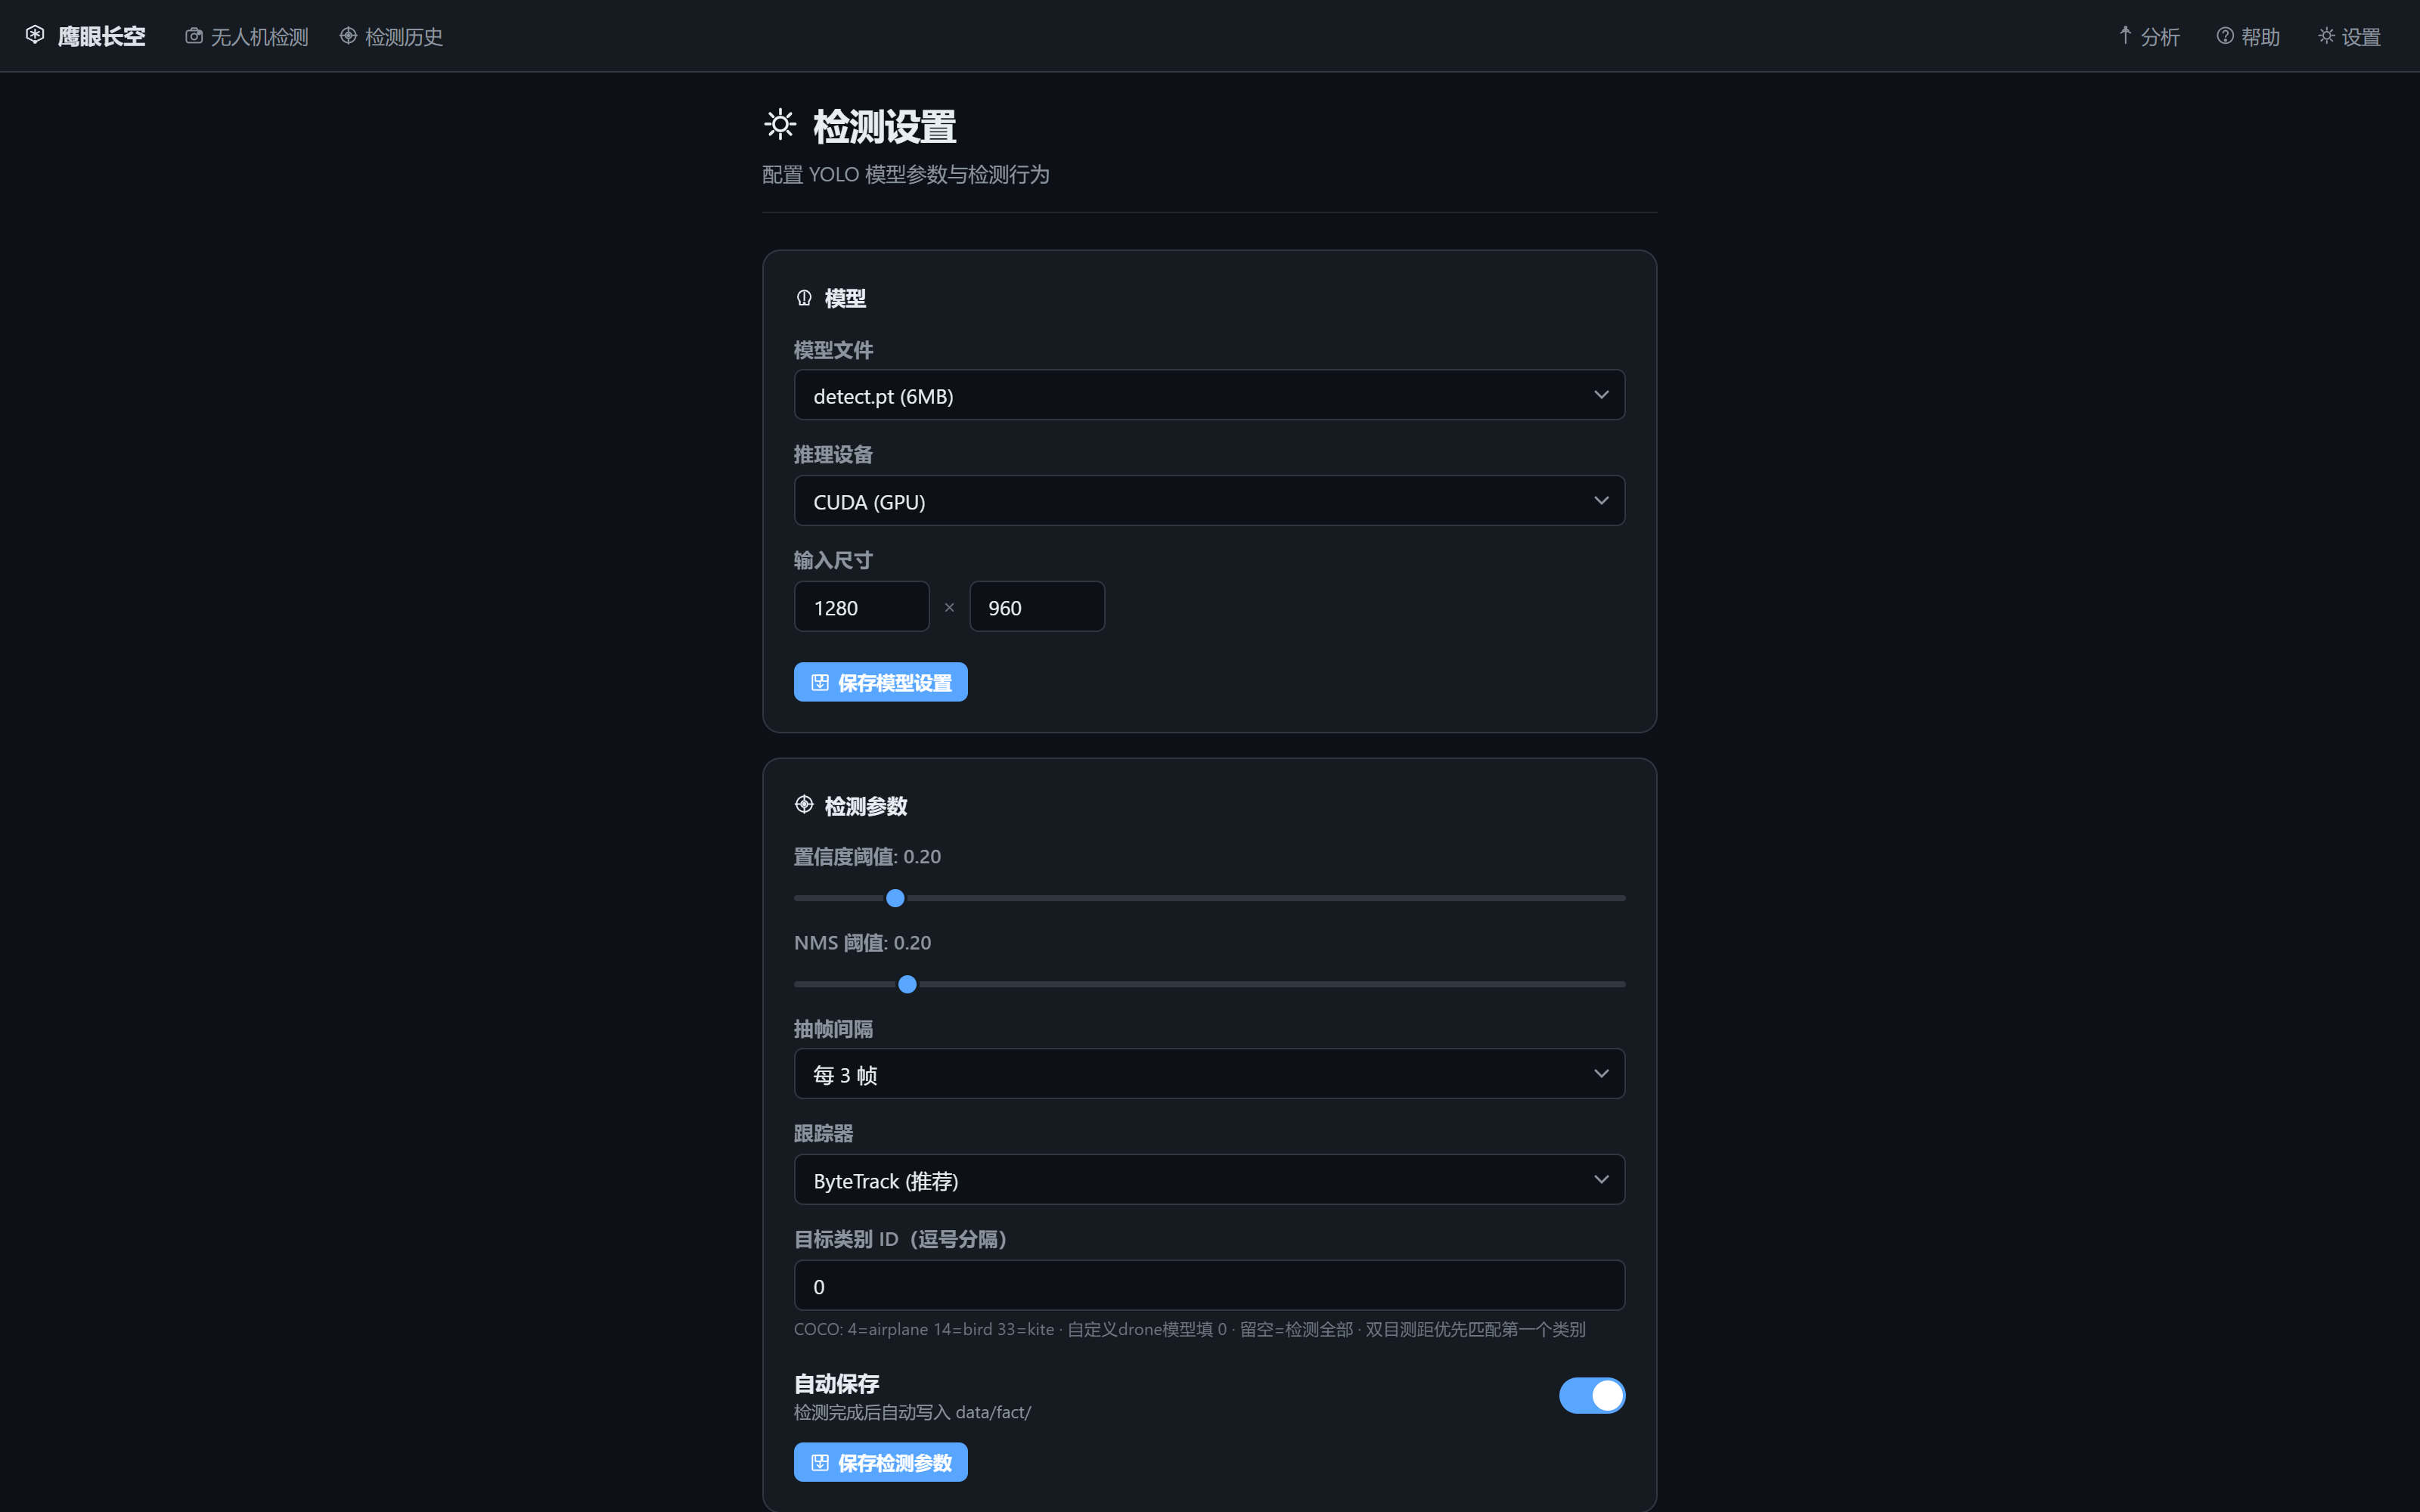 鹰眼长空 无人机检测 检测历史 分析 帮助 设置
检测设置
配置 YOLO 模型参数与检测行为
模型
模型文件
detect.pt (6MB)
推理设备
CUDA (GPU)
输入尺寸
1280 × 960
保存模型设置
检测参数
置信度阈值: 0.20
NMS 阈值: 0.20
抽帧间隔
每 3 帧
跟踪器
ByteTrack (推荐)
目标类别 ID（逗号分隔）
0
COCO: 4=airplane 14=bird 33=kite · 自定义drone模型填 0 · 留空=检测全部 · 双目测距优先匹配第一个类别
自动保存
检测完成后自动写入 data/fact/
保存检测参数